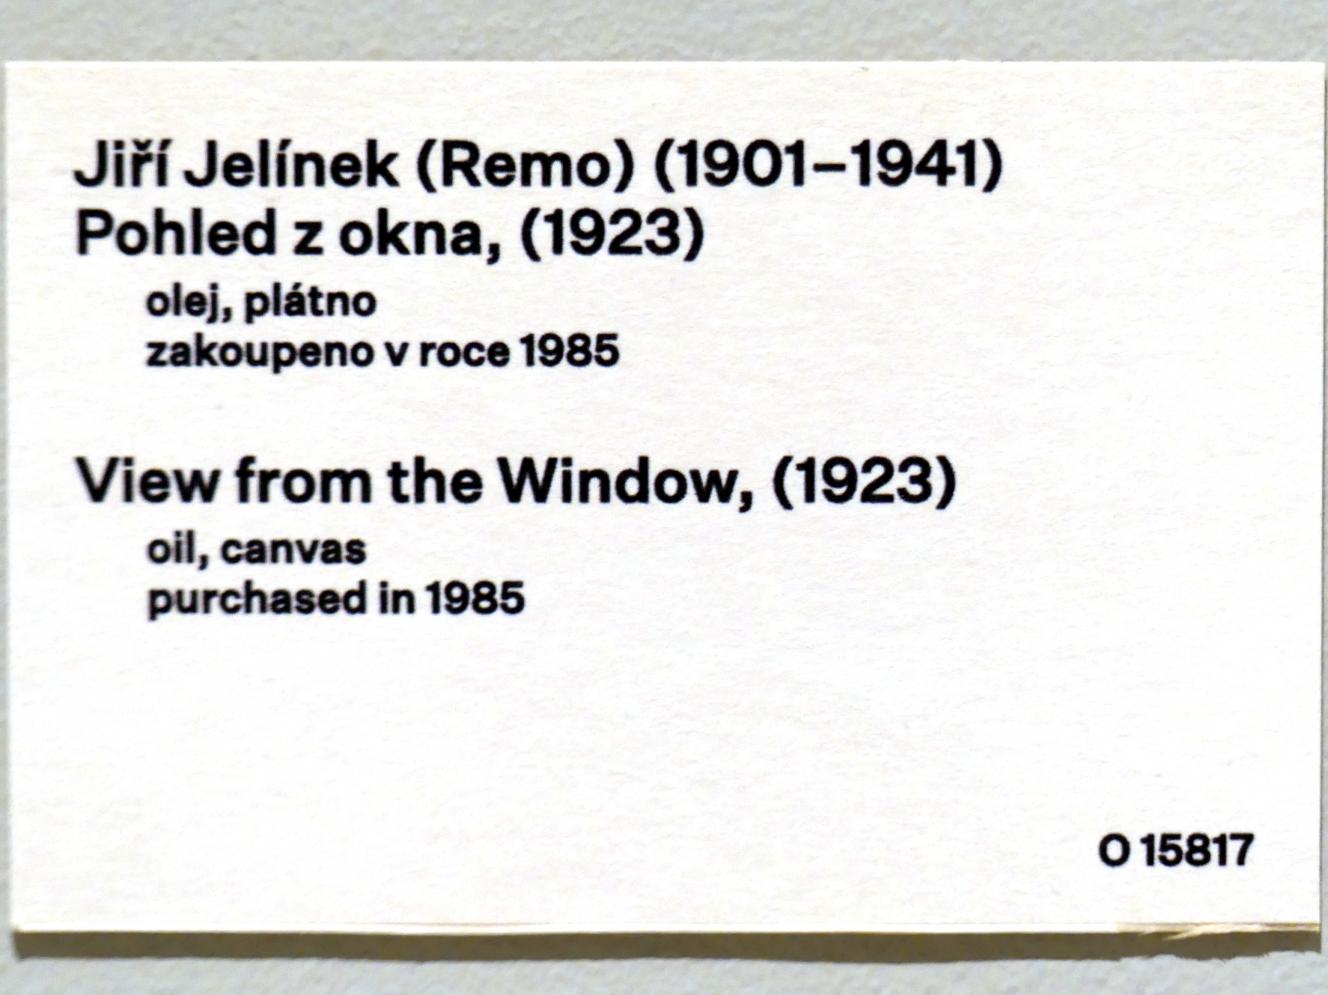 Jiří Jelínek (Remo) (1901–1941)
Pohled z okna, (1923)
olej, plátno
zakoupeno v roce 1985
View from the Window, (1923)
oil, canvas
purchased in 1985
O 15817